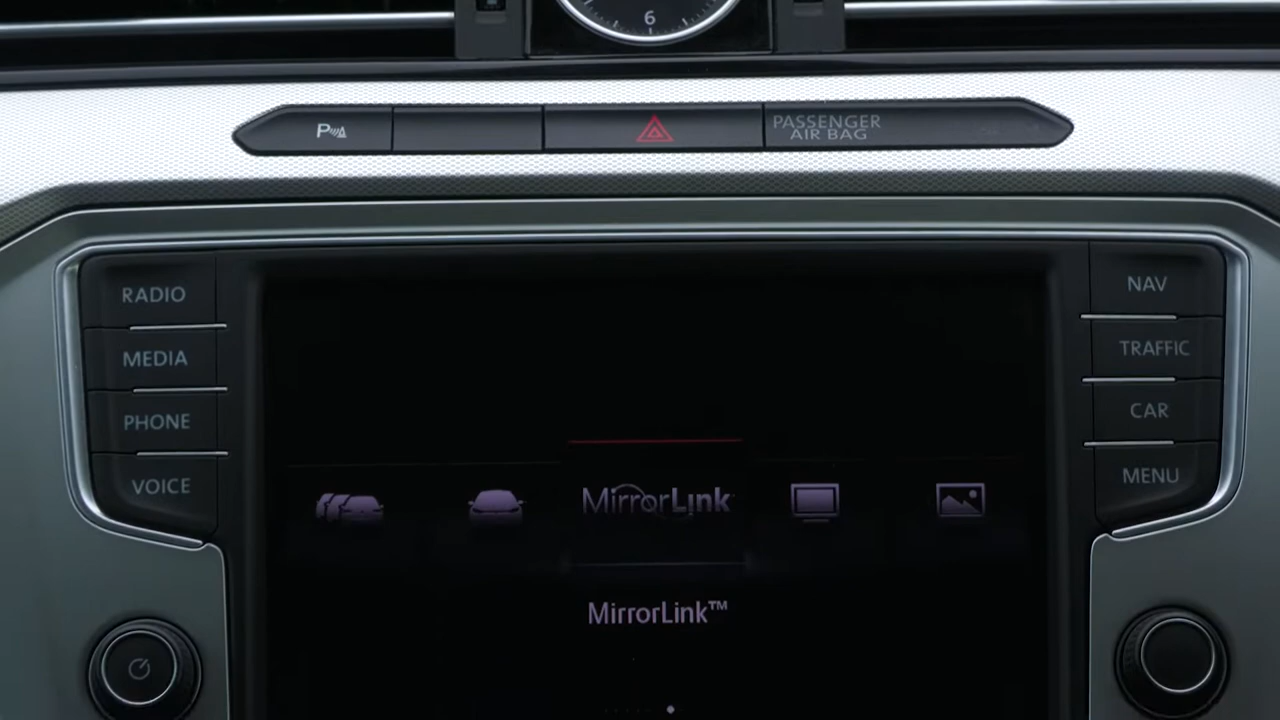 6
P
PASSENGER
AIR BAG
RADIO
MEDIA
PHONE
VOICE
NAV
TRAFFIC
CAR
MENU
MirrorLink
MirrorLink™